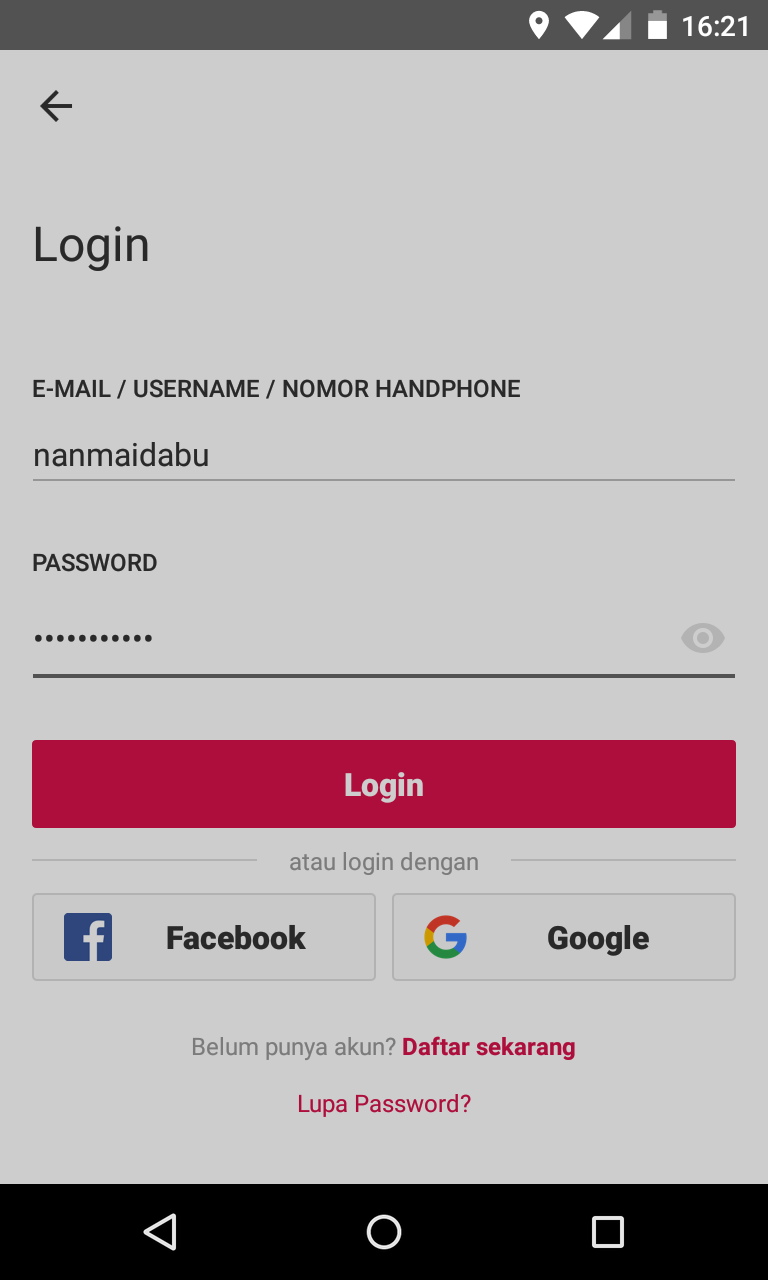 16:21
Login
E-MAIL / USERNAME / NOMOR HANDPHONE
nanmaidabu
PASSWORD
•••••••••••
Login
atau login dengan
Facebook
Google
Belum punya akun? Daftar sekarang
Lupa Password?